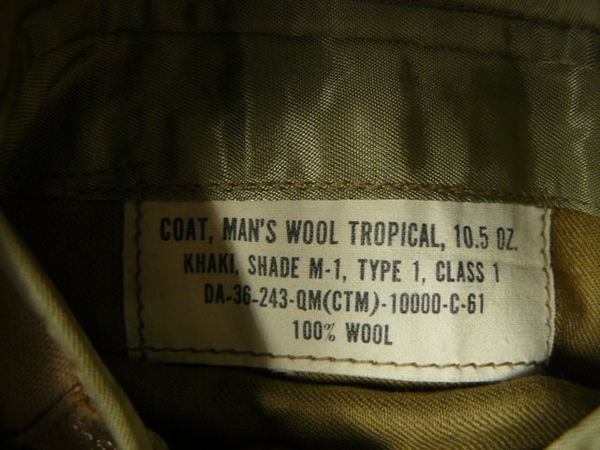 COAT, MAN'S WOOL TROPICAL, 10.5 OZ.
KHAKI, SHADE M-1, TYPE 1, CLASS 1
DA-36-243-QM(CTM)-10000-C-61
100% WOOL